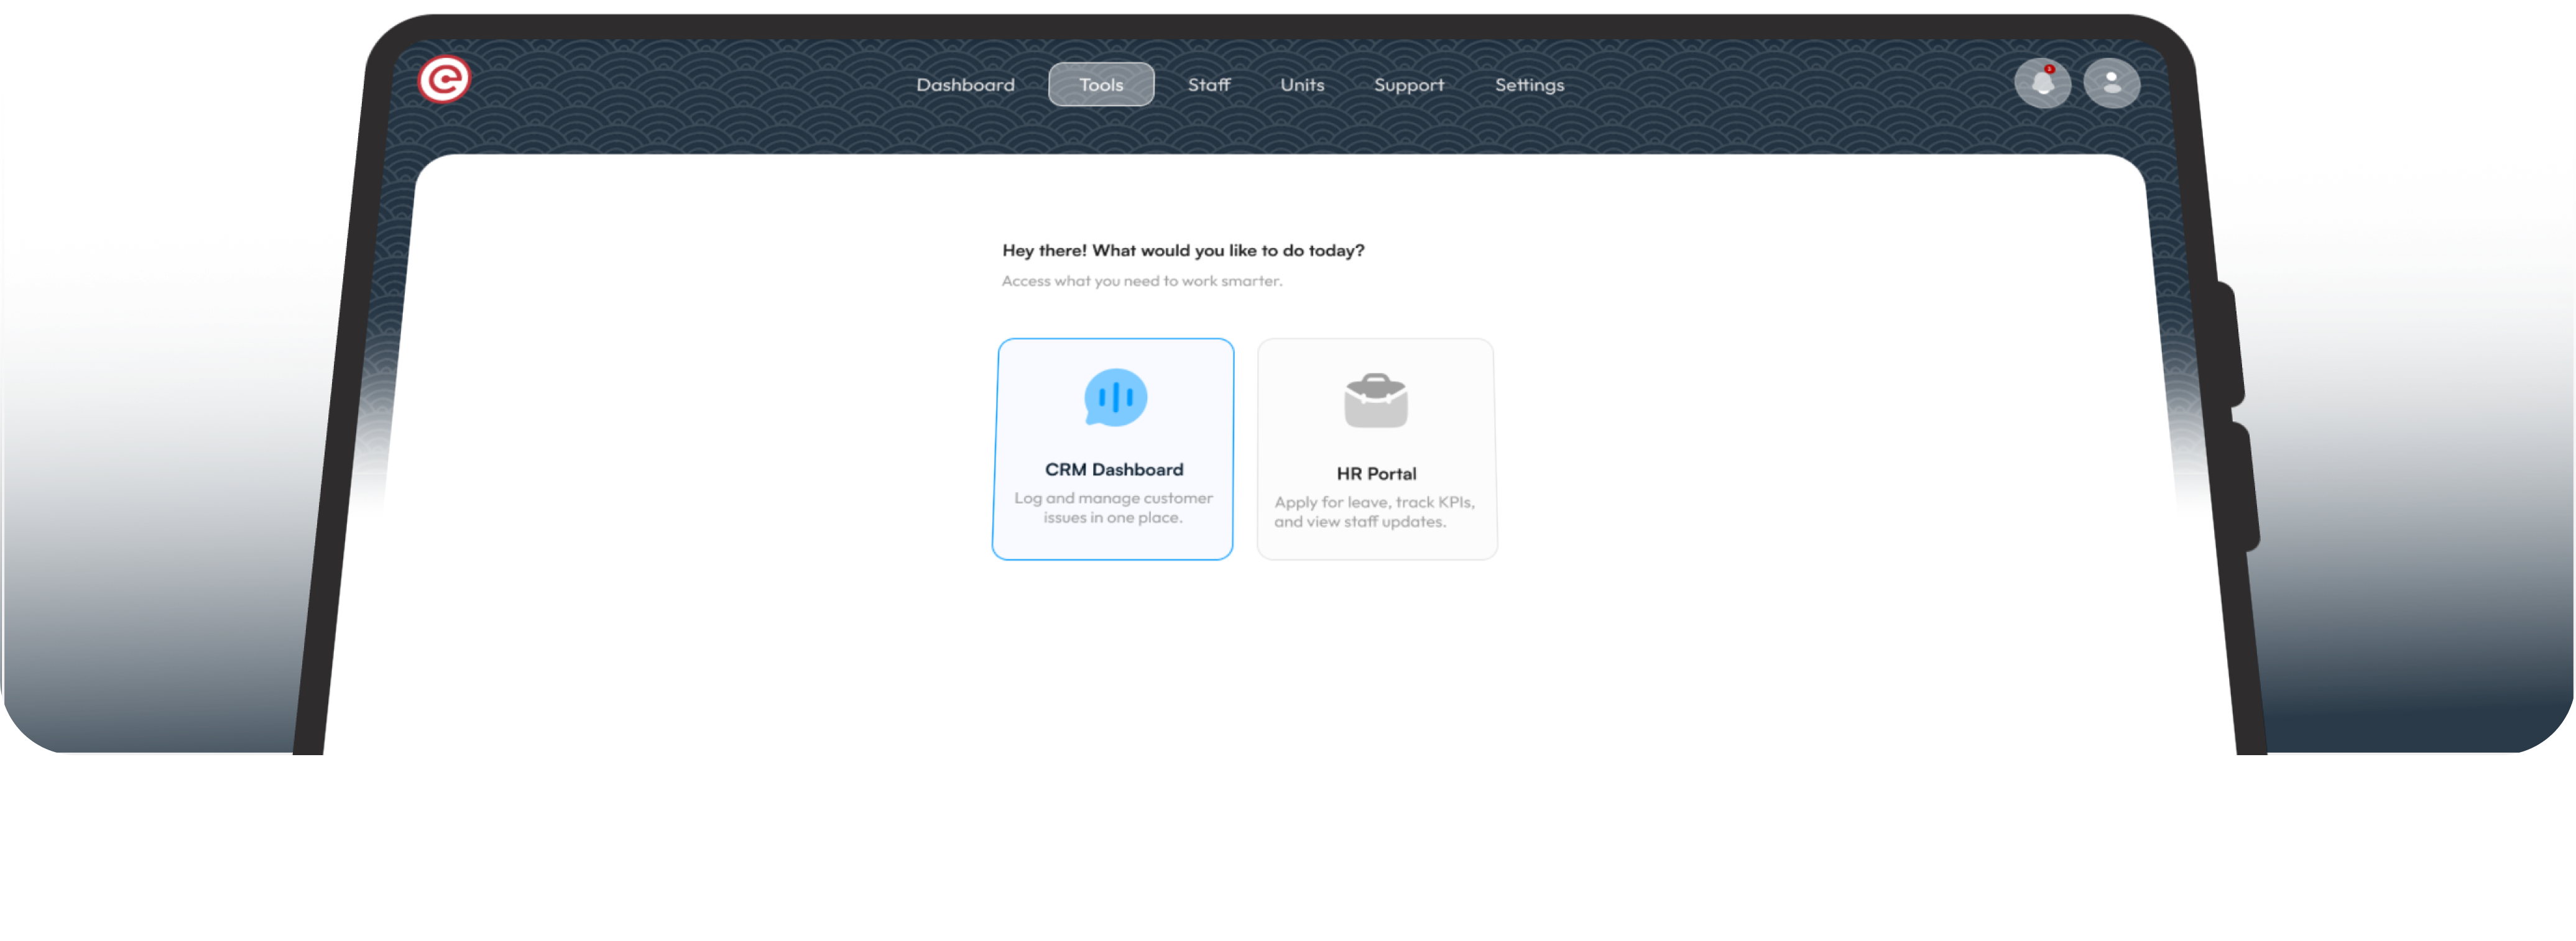 Dashboard Tools Staff Units Support Settings
Hey there! What would you like to do today?
Access what you need to work smarter.
CRM Dashboard
Log and manage customer
issues in one place.
HR Portal
Apply for leave, track KPIs,
and view staff updates.